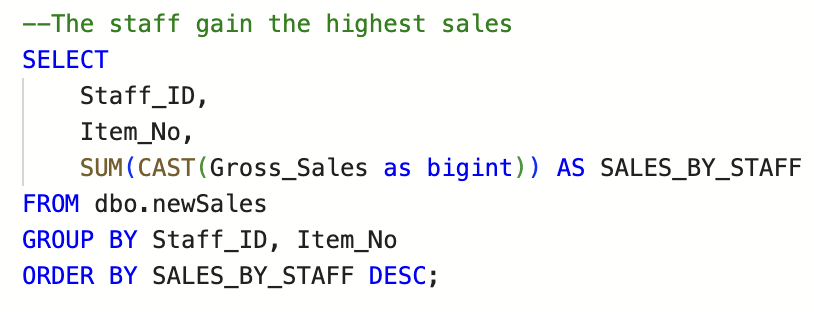 --The staff gain the highest sales
SELECT
    Staff_ID,
    Item_No,
    SUM(CAST(Gross_Sales as bigint)) AS SALES_BY_STAFF
FROM dbo.newSales
GROUP BY Staff_ID, Item_No
ORDER BY SALES_BY_STAFF DESC;